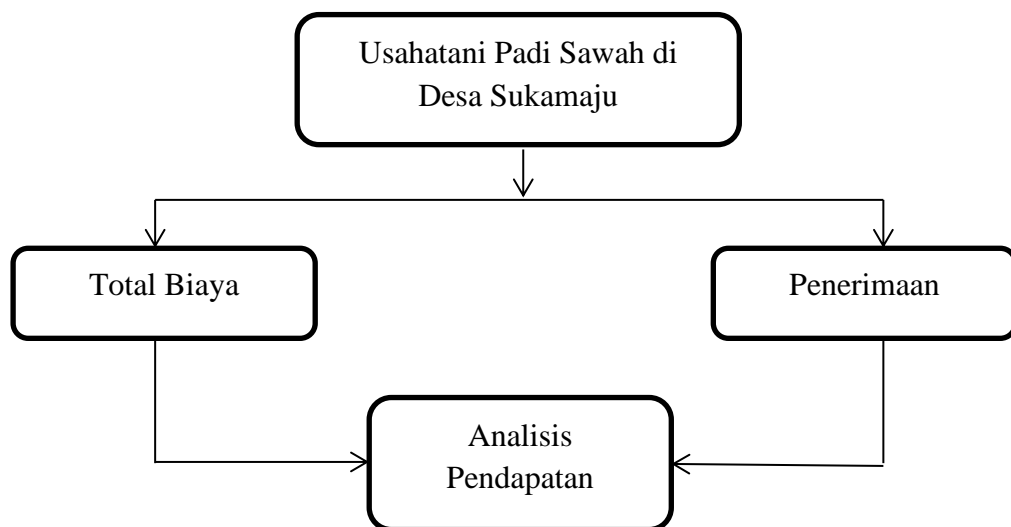 Usahatani Padi Sawah di
Desa Sukamaju
Total Biaya
Penerimaan
Analisis
Pendapatan